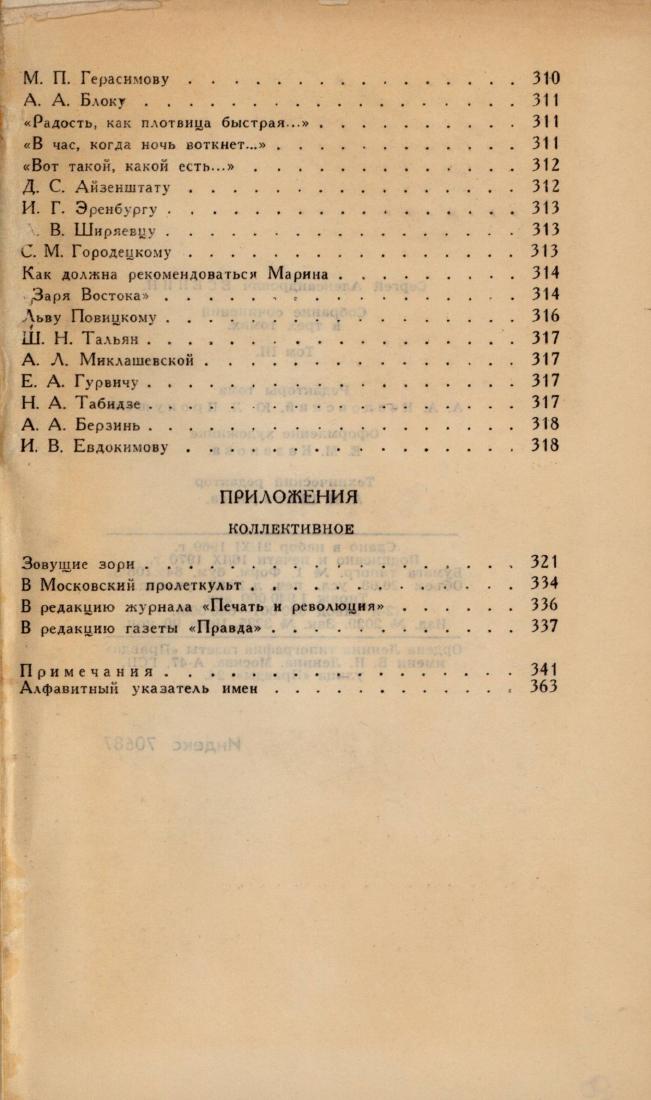 М. П. Герасимову . . . . . . . . . . . . . . . . 310
А. А. Блоку . . . . . . . . . . . . . . . . . . 311
«Радость, как плотвица быстрая...» . . . . . . . . . . 311
«В час, когда ночь воткнет...» . . . . . . . . . . . . 311
«Вот такой, какой есть...» . . . . . . . . . . . . . 312
Д. С. Айзенштату . . . . . . . . . . . . . . . . 312
И. Г. Эренбургу . . . . . . . . . . . . . . . . . 313
В. Ширяевцу . . . . . . . . . . . . . . . . . 313
С. М. Городецкому . . . . . . . . . . . . . . . . 313
Как должна рекомендоваться Марина . . . . . . . . . 314
Заря Востока» . . . . . . . . . . . . . . . . . 314
Льву Повицкому . . . . . . . . . . . . . . . . . 316
Ш. Н. Тальян . . . . . . . . . . . . . . . . . . 317
А. Л. Миклашевской . . . . . . . . . . . . . . . 317
Е. А. Гурвичу . . . . . . . . . . . . . . . . . . 317
Н. А. Табидзе . . . . . . . . . . . . . . . . . . 317
А. А. Берзинь . . . . . . . . . . . . . . . . . . 318
И. В. Евдокимову . . . . . . . . . . . . . . . . 318
ПРИЛОЖЕНИЯ
КОЛЛЕКТИВНОЕ
Зовущие зори . . . . . . . . . . . . . . . . . . 321
В Московский пролеткульт . . . . . . . . . . . . . 334
В редакцию журнала «Печать и революция» . . . . . . 336
В редакцию газеты «Правда» . . . . . . . . . . . . 337
Примечания . . . . . . . . . . . . . . . . . 341
Алфавитный указатель имен . . . . . . . . . . . . 363
Индекс 70687